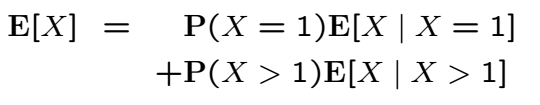 E[X] = P(X = 1)E[X | X = 1]
+P(X > 1)E[X | X > 1]